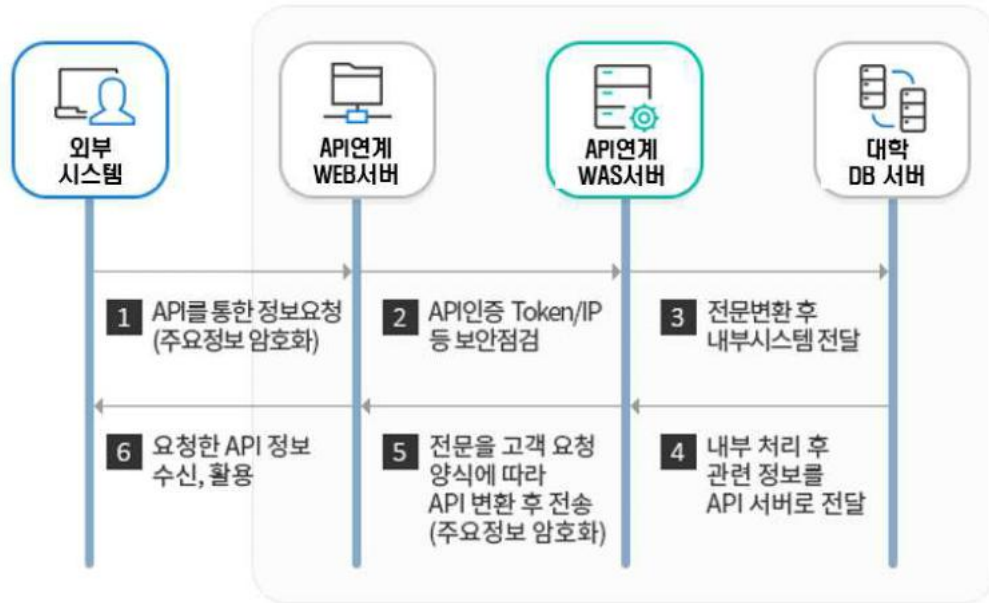 외부
시스템
API연계
WEB서버
API연계
WAS서버
대학
DB 서버
1 API를 통한 정보요청
(주요정보 암호화)
2 API인증 Token/IP
등 보안점검
3 전문변환 후
내부시스템 전달
6 요청한 API 정보
수신, 활용
5 전문을 고객 요청
양식에 따라
API 변환 후 전송
(주요정보 암호화)
4 내부 처리 후
관련 정보를
API 서버로 전달